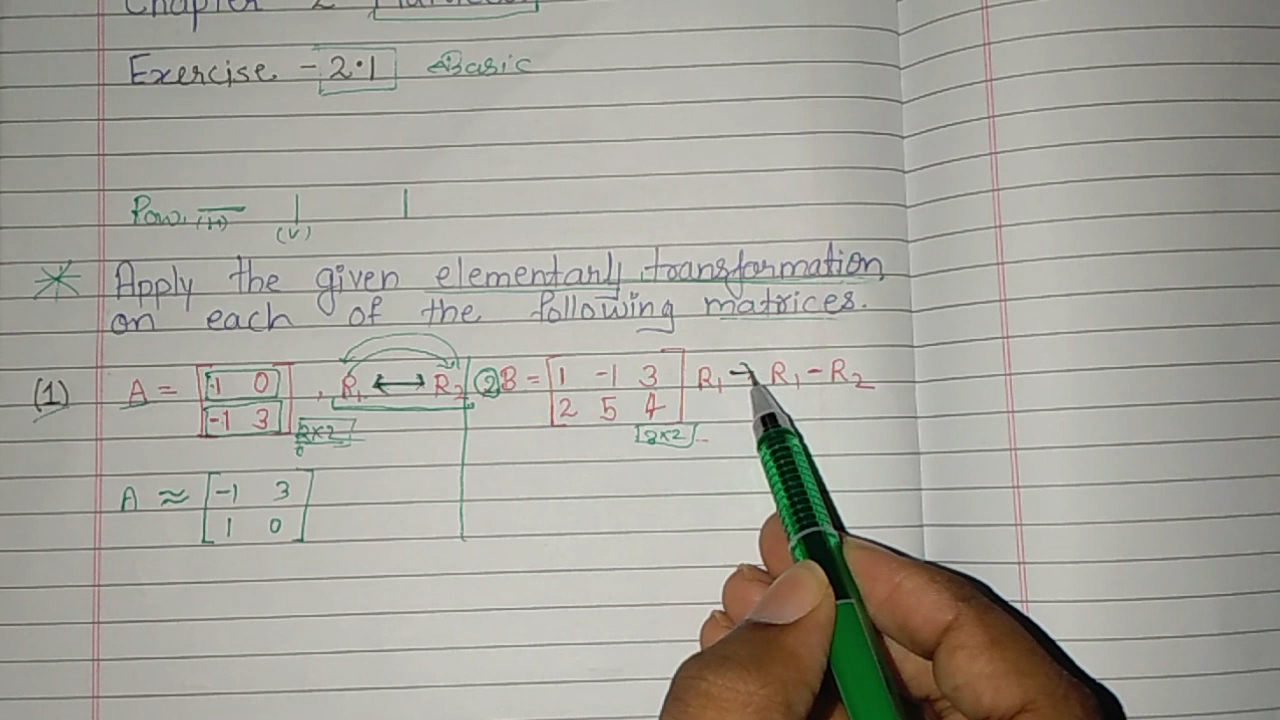 Chapter 2
Exercise - 2.1 Basic
Row (H) (V)
* Apply the given elementary transformation
on each of the following matrices.
(1) A = [1 0 , R₁ ↔ R₂ ② B = [1 -1 3] R₁ → R₁ - R₂
-1 3] 2 5 4
2×2
A ≈ [-1 3
1 0]